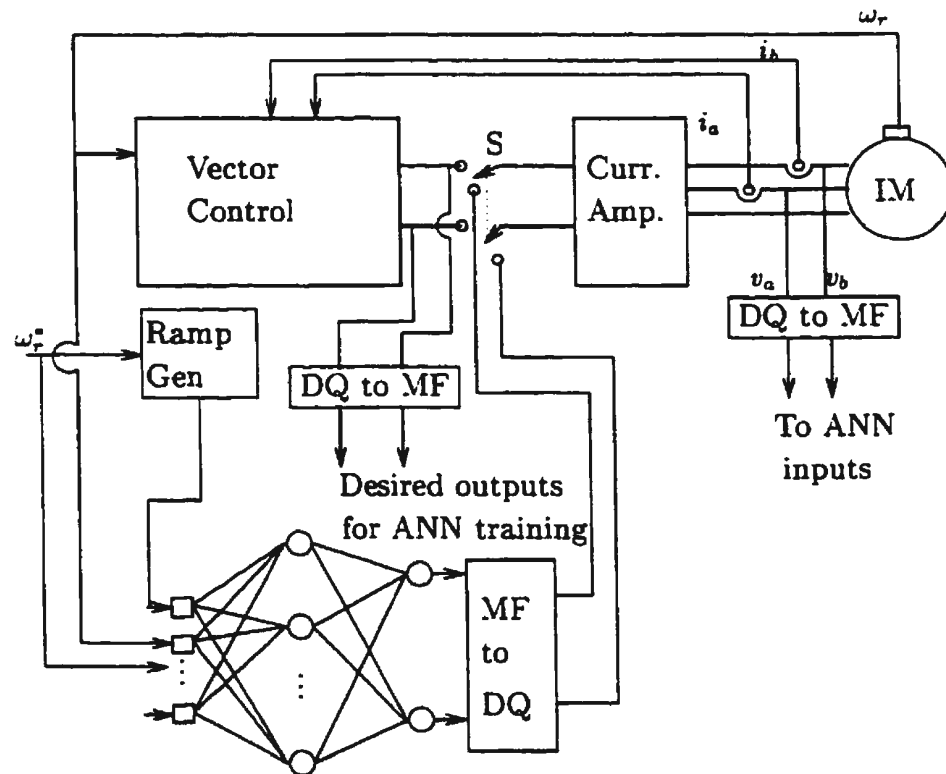 ω_r
i_b
i_a
S
Vector
Control
Curr.
Amp.
IM
v_a
v_b
DQ to MF
ω_r^*
Ramp
Gen
DQ to MF
To ANN
inputs
Desired outputs
for ANN training
MF
to
DQ